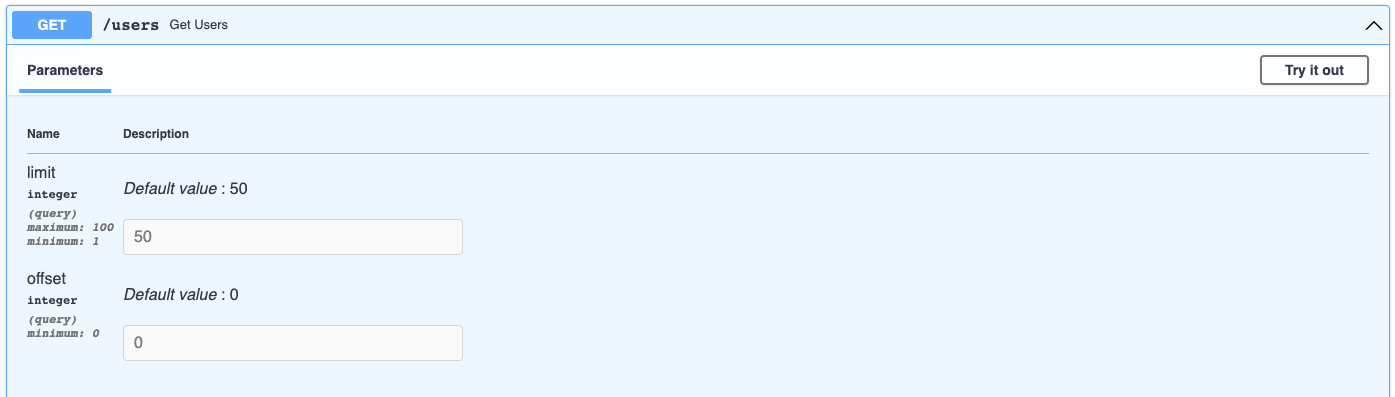 GET /users Get Users
Parameters
Try it out
Name Description
limit
integer
(query)
maximum: 100
minimum: 1
Default value : 50
50
offset
integer
(query)
minimum: 0
Default value : 0
0